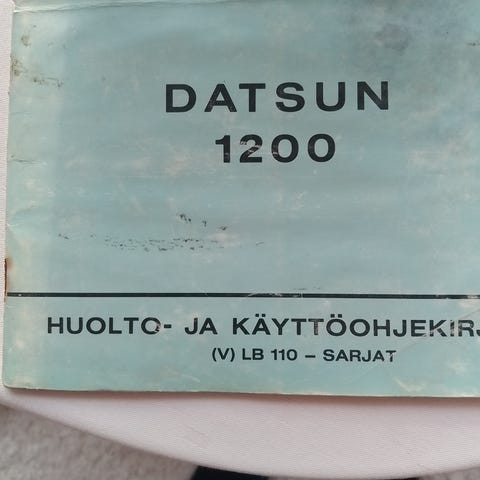 DATSUN
1200
HUOLTO- JA KÄYTTÖOHJEKIRJ
(V) LB 110 – SARJAT